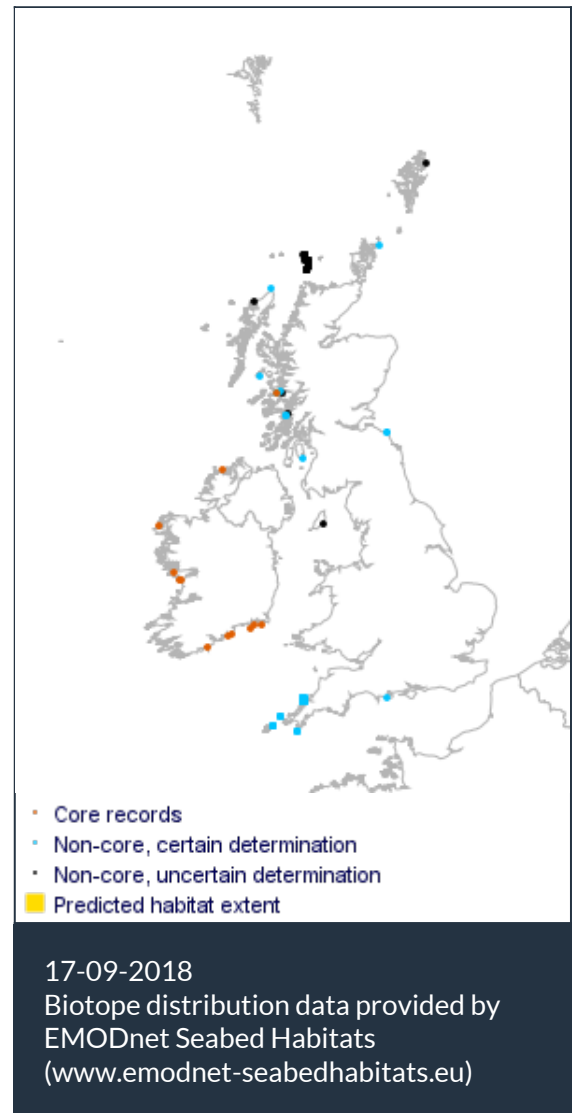 Core records
Non-core, certain determination
Non-core, uncertain determination
Predicted habitat extent
17-09-2018
Biotope distribution data provided by
EMODnet Seabed Habitats
(www.emodnet-seabedhabitats.eu)